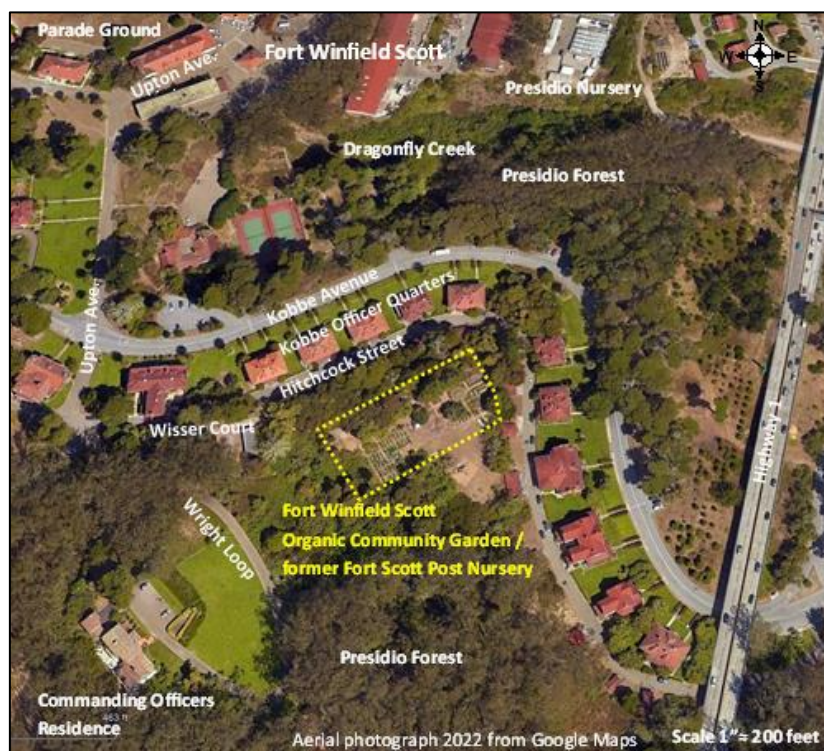 Parade Ground
Upton Ave.
Fort Winfield Scott
N
W E
S
Presidio Nursery
Dragonfly Creek
Presidio Forest
Kobbe Avenue
Kobbe Officer Quarters
Upton Ave.
Hitchcock Street
Highway 1
Wisser Court
Fort Winfield Scott
Organic Community Garden /
former Fort Scott Post Nursery
Wright Loop
Presidio Forest
Commanding Officers
Residence
463 ft
Aerial photograph 2022 from Google Maps
Scale 1"≈ 200 feet